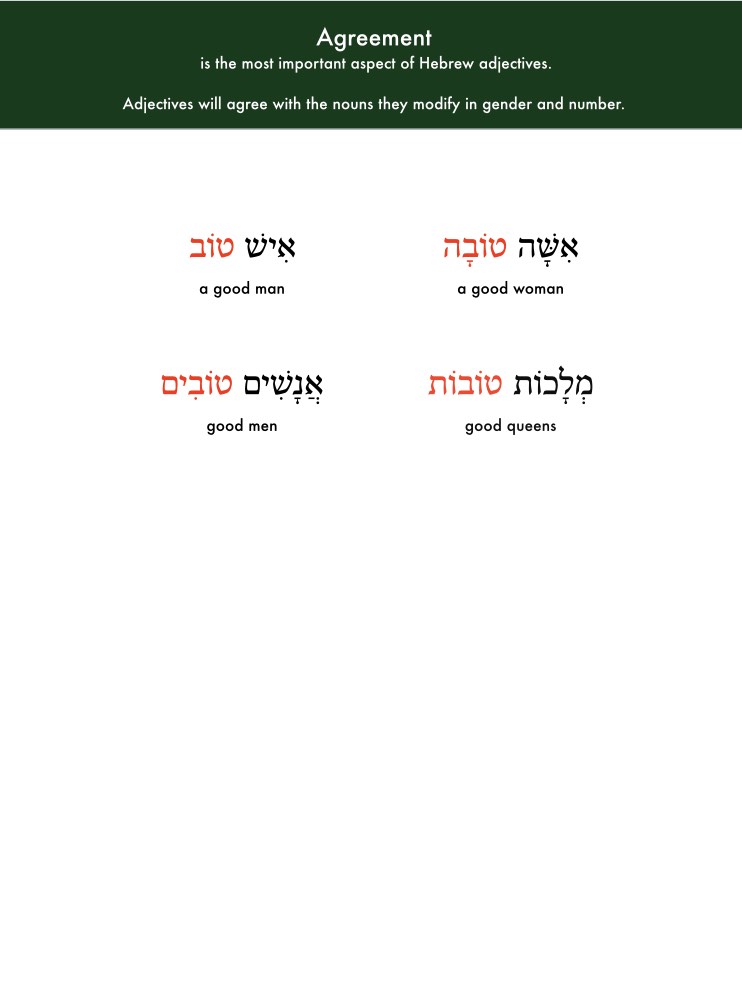 Agreement
is the most important aspect of Hebrew adjectives.
Adjectives will agree with the nouns they modify in gender and number.
אִישׁ טוֹב
a good man
אִשָּׁה טוֹבָה
a good woman
אֲנָשִׁים טוֹבִים
good men
מְלָכוֹת טוֹבוֹת
good queens